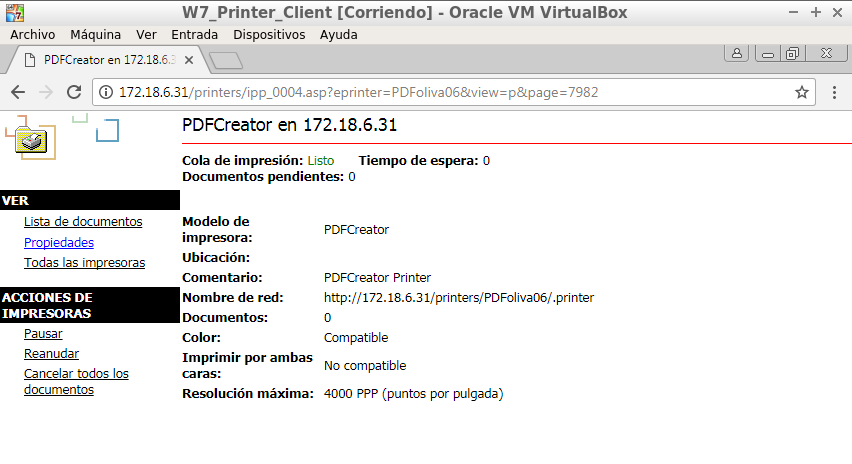 W7_Printer_Client [Corriendo] - Oracle VM VirtualBox
Archivo Máquina Ver Entrada Dispositivos Ayuda
PDFCreator en 172.18.6.3
172.18.6.31/printers/ipp_0004.asp?eprinter=PDFoliva06&view=p&page=7982
PDFCreator en 172.18.6.31
Cola de impresión: Listo Tiempo de espera: 0
Documentos pendientes: 0
VER
Lista de documentos
Propiedades
Todas las impresoras
ACCIONES DE
IMPRESORAS
Pausar
Reanudar
Cancelar todos los
documentos
Modelo de
impresora: PDFCreator
Ubicación:
Comentario: PDFCreator Printer
Nombre de red: http://172.18.6.31/printers/PDFoliva06/.printer
Documentos: 0
Color: Compatible
Imprimir por ambas
caras: No compatible
Resolución máxima: 4000 PPP (puntos por pulgada)